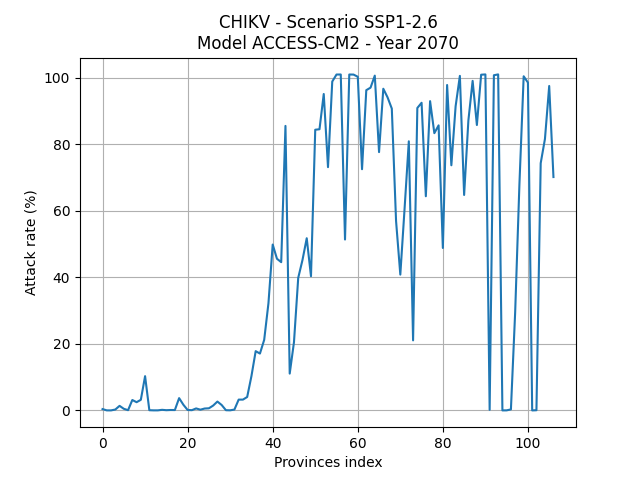 CHIKV - Scenario SSP1-2.6
Model ACCESS-CM2 - Year 2070
Attack rate (%)
100
80
60
40
20
0
0 20 40 60 80 100
Provinces index